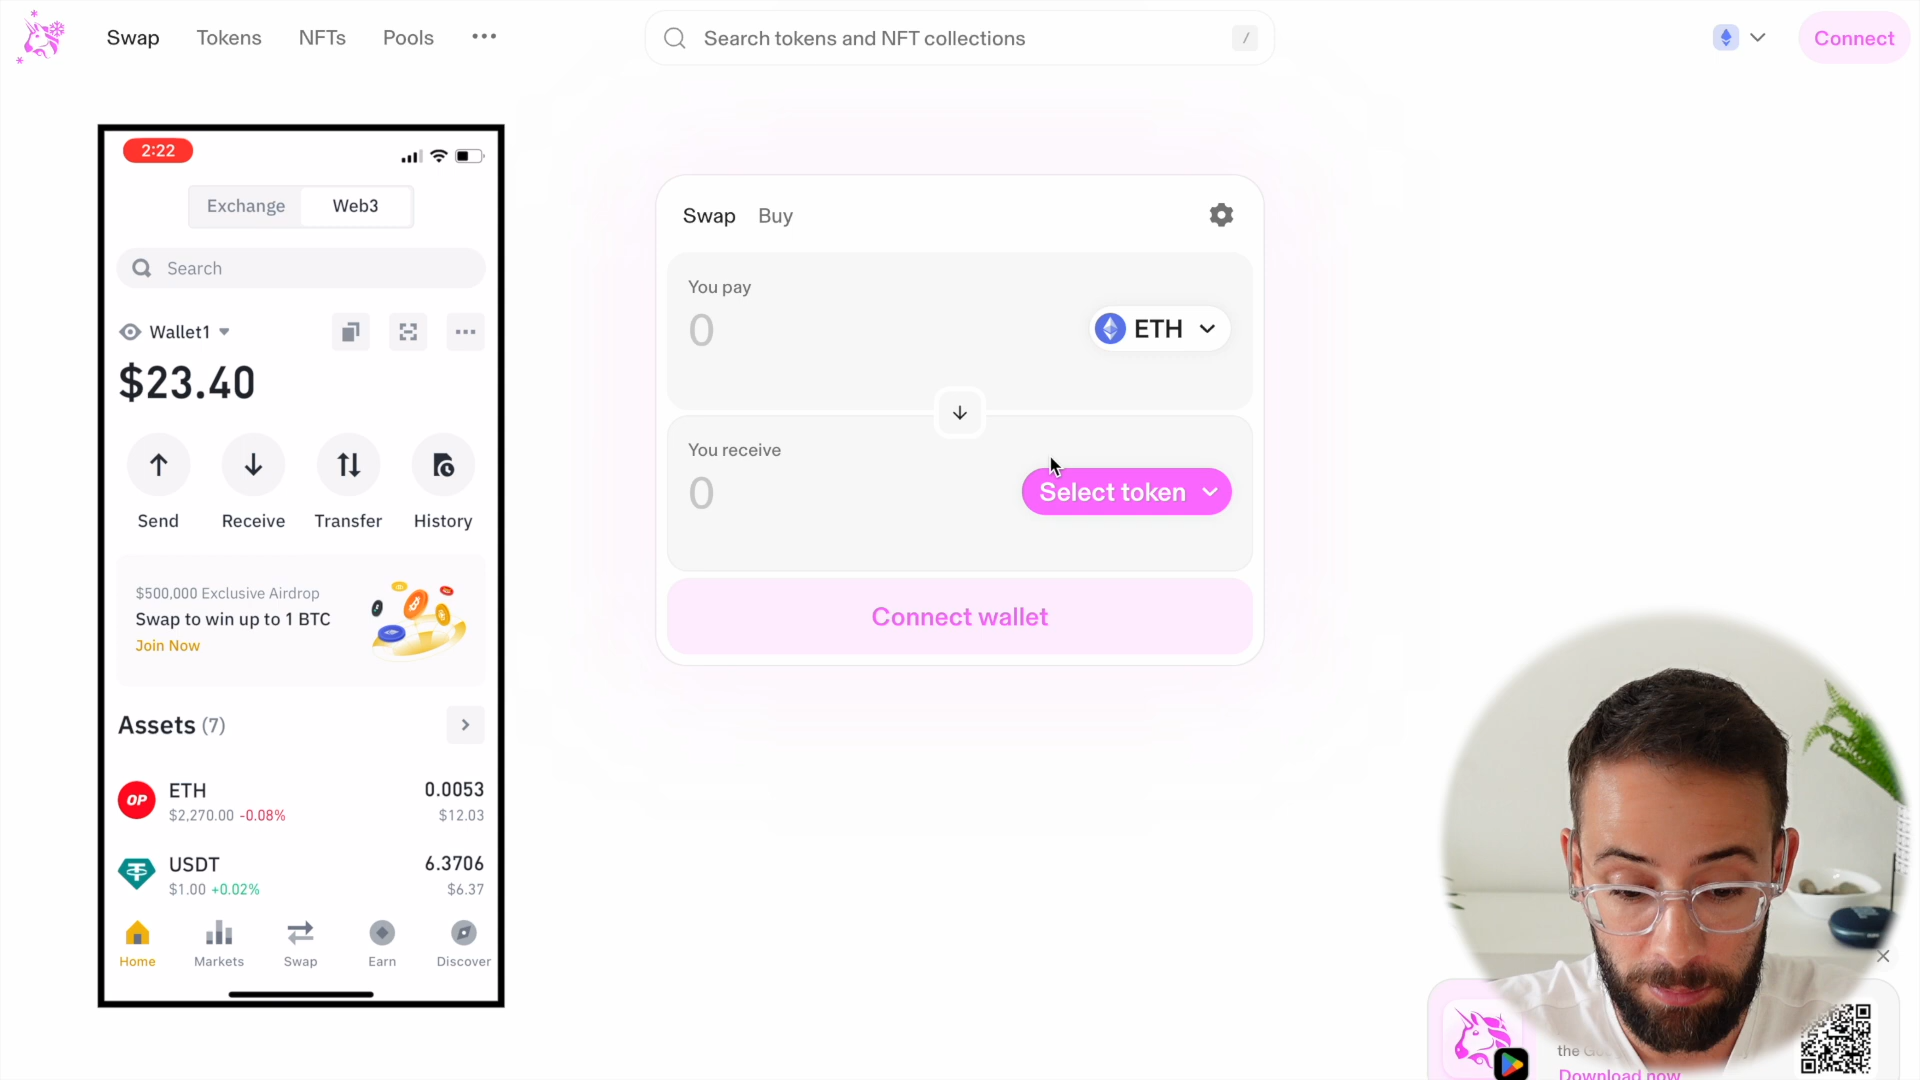 Swap
Tokens
NFTs
Pools
Search tokens and NFT collections
/
Connect
2:22
Exchange
Web3
Search
Wallet1
$23.40
Send
Receive
Transfer
History
$500,000 Exclusive Airdrop
Swap to win up to 1 BTC
Join Now
Assets (7)
OP
ETH
0.0053
$2,270.00 -0.08%
$12.03
USDT
6.3706
$1.00 +0.02%
$6.37
Home
Markets
Swap
Earn
Discover
Swap
Buy
You pay
0
ETH
You receive
0
Select token
Connect wallet
the
Download now